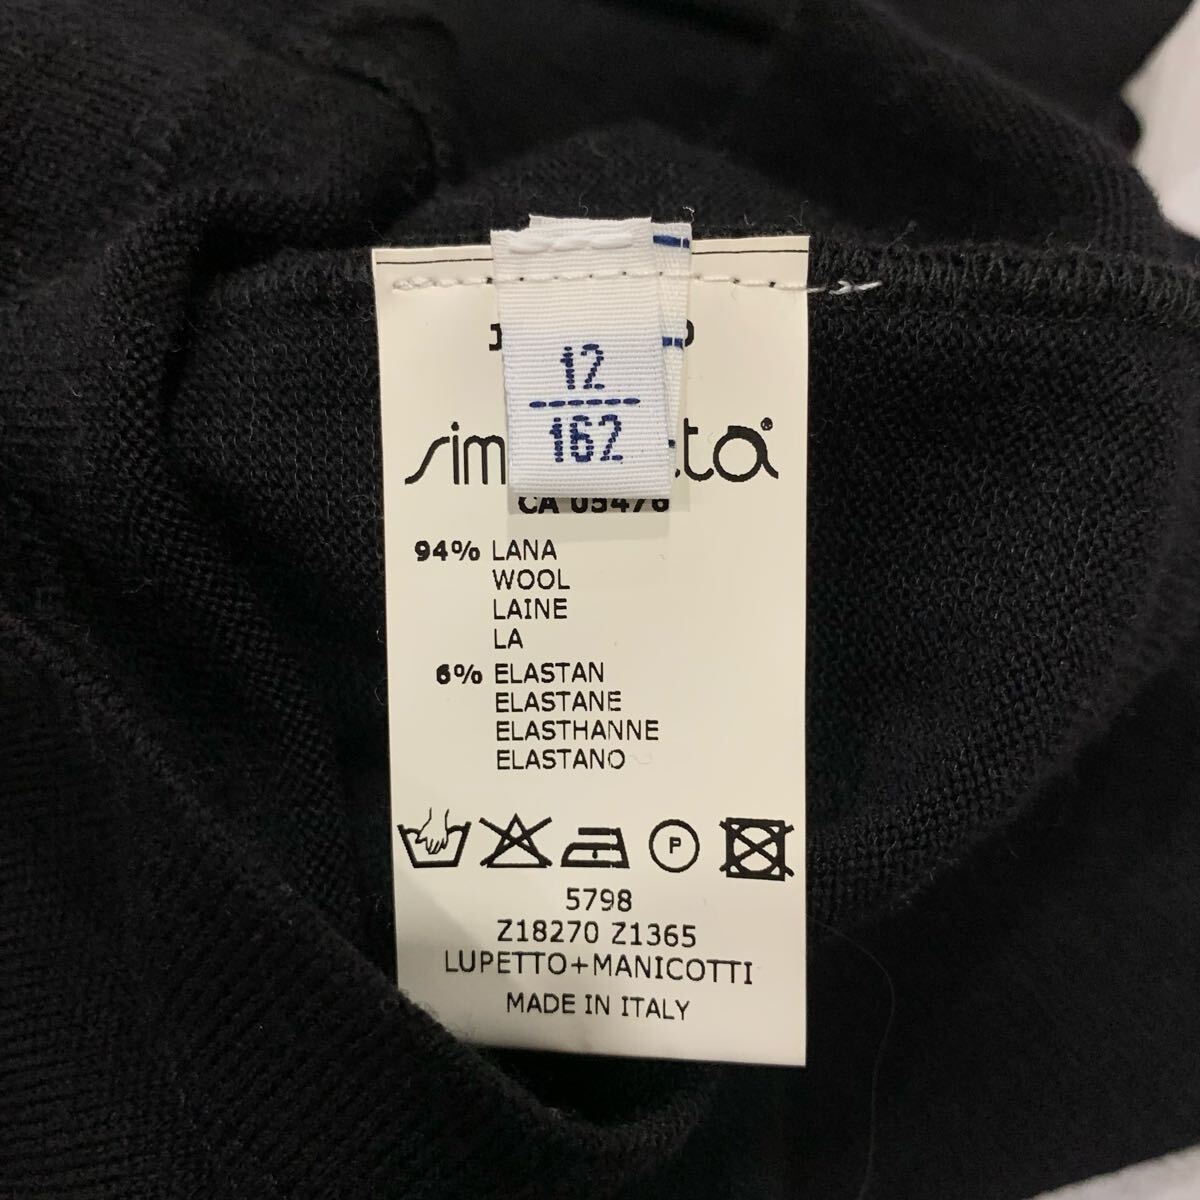 12
162
CA 05476
94% LANA
WOOL
LAINE
LA
6% ELASTAN
ELASTANE
ELASTHANNE
ELASTANO
P
5798
Z18270 Z1365
LUPETTO+MANICOTTI
MADE IN ITALY